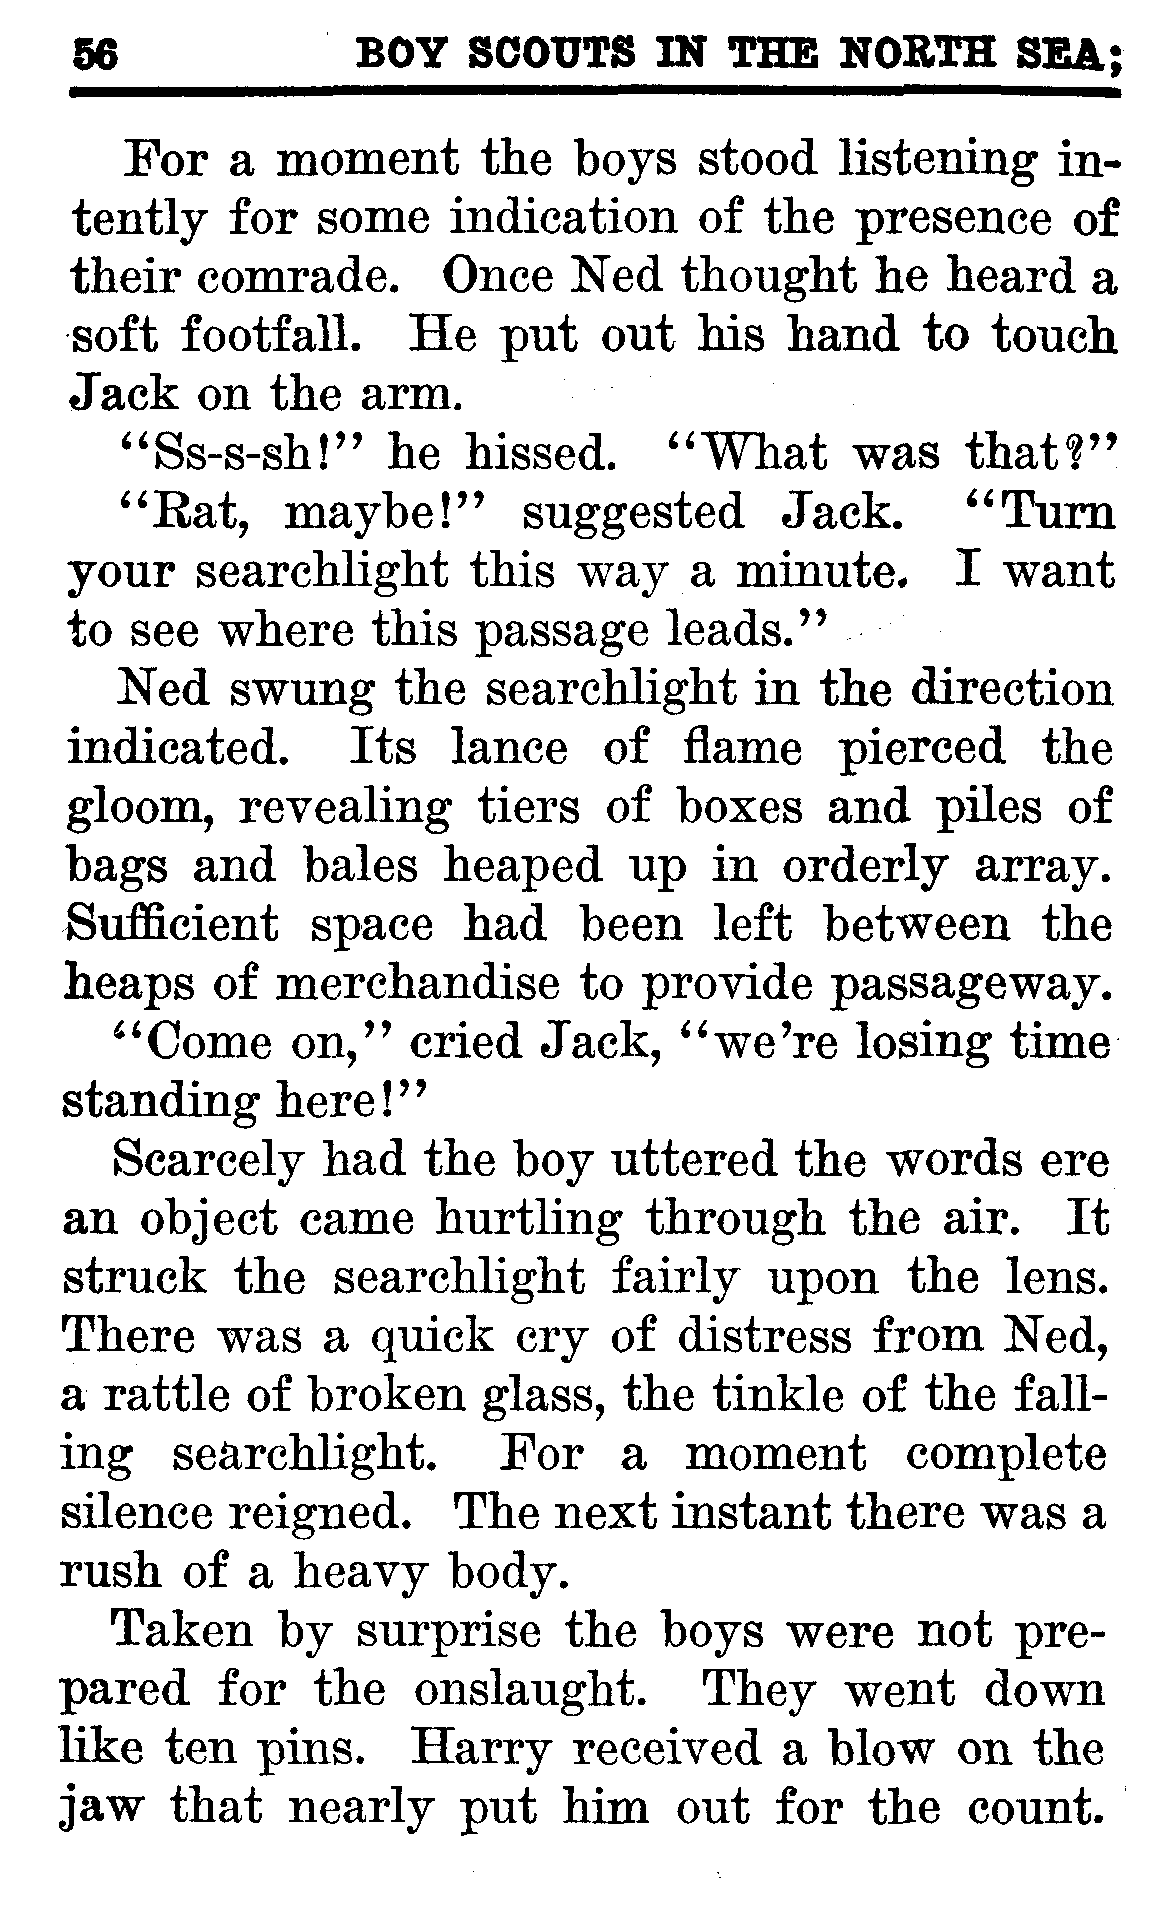 56 BOY SCOUTS IN THE NORTH SEA;
For a moment the boys stood listening in-
tently for some indication of the presence of
their comrade. Once Ned thought he heard a
soft footfall. He put out his hand to touch
Jack on the arm.
“Ss-s-sh!” he hissed. “What was that?”
“Rat, maybe!” suggested Jack. “Turn
your searchlight this way a minute. I want
to see where this passage leads.”
Ned swung the searchlight in the direction
indicated. Its lance of flame pierced the
gloom, revealing tiers of boxes and piles of
bags and bales heaped up in orderly array.
Sufficient space had been left between the
heaps of merchandise to provide passageway.
“Come on,” cried Jack, “we’re losing time
standing here!”
Scarcely had the boy uttered the words ere
an object came hurtling through the air. It
struck the searchlight fairly upon the lens.
There was a quick cry of distress from Ned,
a rattle of broken glass, the tinkle of the fall-
ing searchlight. For a moment complete
silence reigned. The next instant there was a
rush of a heavy body.
Taken by surprise the boys were not pre-
pared for the onslaught. They went down
like ten pins. Harry received a blow on the
jaw that nearly put him out for the count.